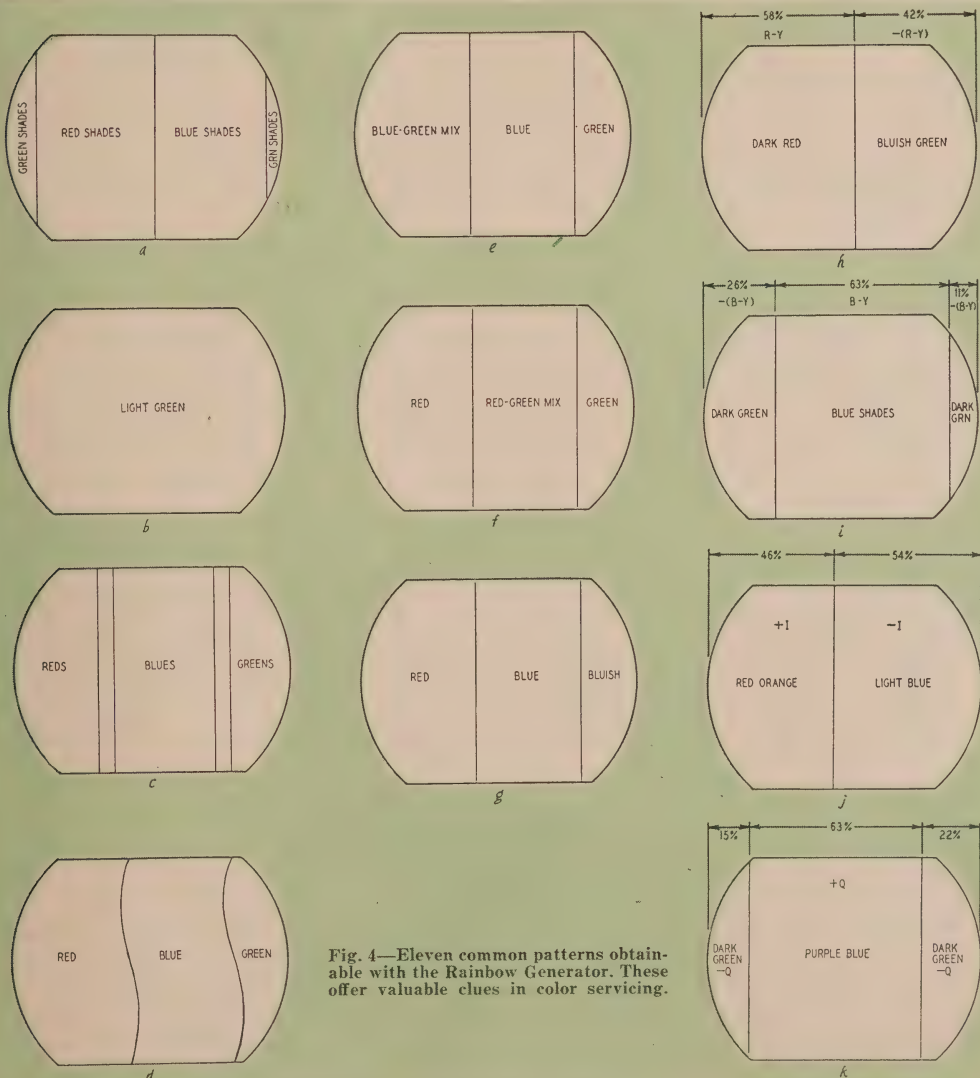 GREEN SHADES
RED SHADES
BLUE SHADES
GRN SHADES
a
LIGHT GREEN
b
REDS
BLUES
GREENS
c
RED
BLUE
GREEN
d
BLUE-GREEN MIX
BLUE
GREEN
e
RED
RED-GREEN MIX
GREEN
f
RED
BLUE
BLUISH
g
58%
R-Y
42%
-(R-Y)
DARK RED
BLUISH GREEN
h
26%
-(B-Y)
63%
B-Y
11%
-(B-Y)
DARK GREEN
BLUE SHADES
DARK
GRN
i
46%
54%
+I
-I
RED ORANGE
LIGHT BLUE
j
15%
63%
22%
+Q
DARK
GREEN
-Q
PURPLE BLUE
DARK
GREEN
-Q
k
Fig. 4—Eleven common patterns obtain-
able with the Rainbow Generator. These
offer valuable clues in color servicing.